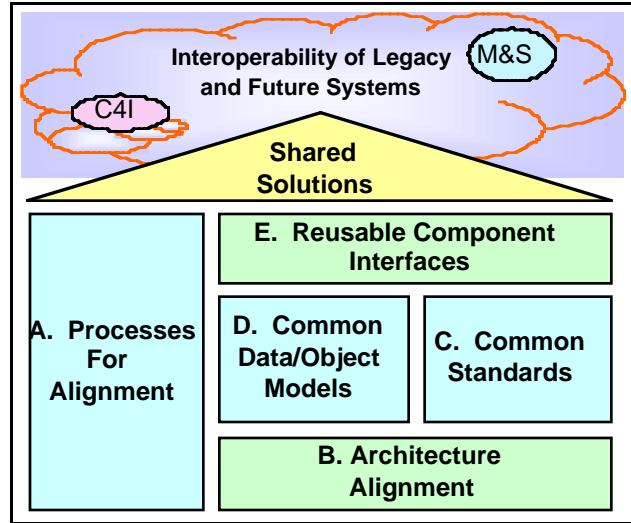 Interoperability of Legacy
and Future Systems
M&S
C4I
Shared
Solutions
A. Processes
For
Alignment
E. Reusable Component
Interfaces
D. Common
Data/Object
Models
C. Common
Standards
B. Architecture
Alignment